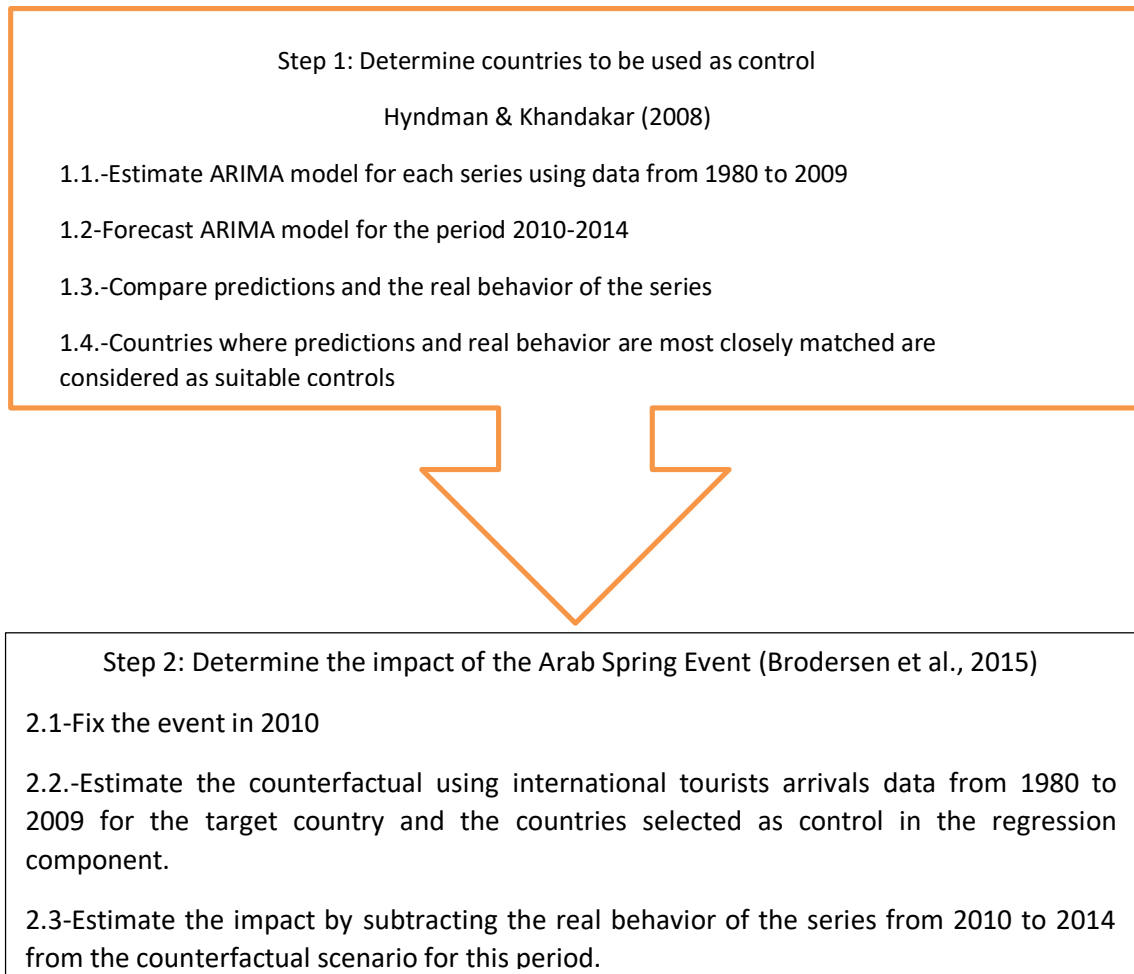 Step 1: Determine countries to be used as control
Hyndman & Khandakar (2008)
1.1.-Estimate ARIMA model for each series using data from 1980 to 2009
1.2-Forecast ARIMA model for the period 2010-2014
1.3.-Compare predictions and the real behavior of the series
1.4.-Countries where predictions and real behavior are most closely matched are
considered as suitable controls
Step 2: Determine the impact of the Arab Spring Event (Brodersen et al., 2015)
2.1-Fix the event in 2010
2.2.-Estimate the counterfactual using international tourists arrivals data from 1980 to
2009 for the target country and the countries selected as control in the regression
component.
2.3-Estimate the impact by subtracting the real behavior of the series from 2010 to 2014
from the counterfactual scenario for this period.